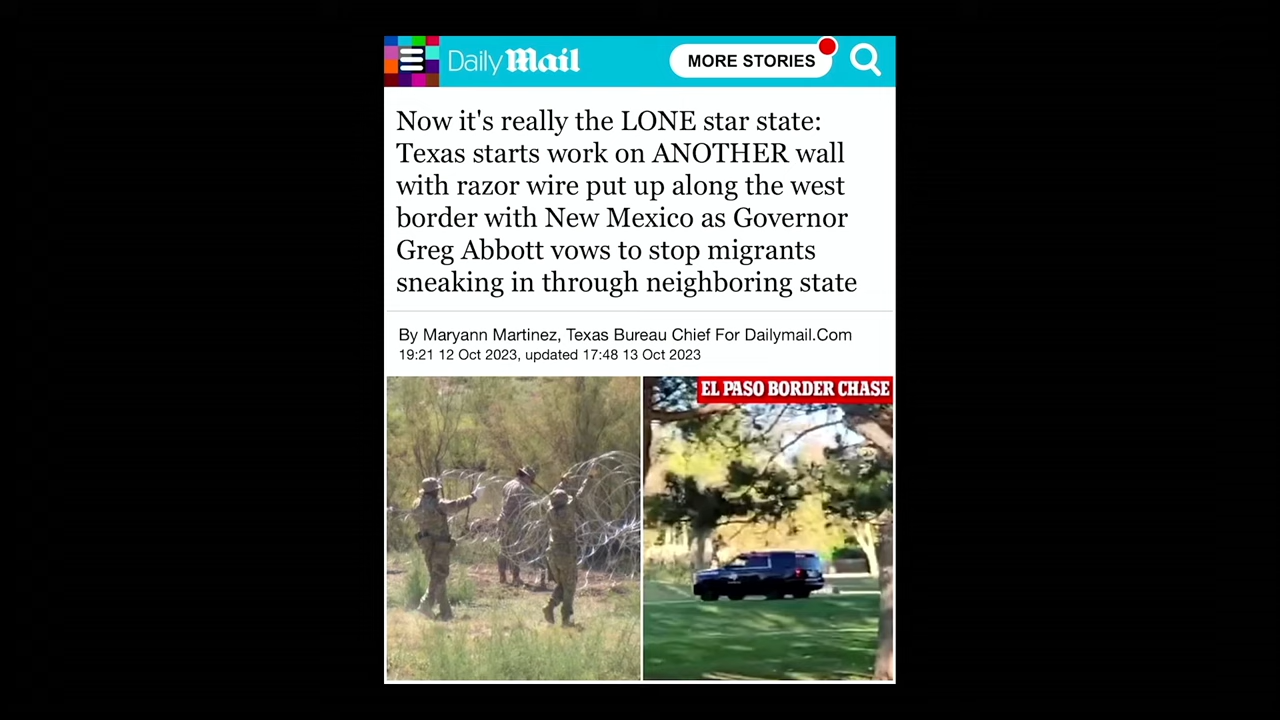 Daily Mail
MORE STORIES
Now it's really the LONE star state:
Texas starts work on ANOTHER wall
with razor wire put up along the west
border with New Mexico as Governor
Greg Abbott vows to stop migrants
sneaking in through neighboring state
By Maryann Martinez, Texas Bureau Chief For Dailymail.Com
19:21 12 Oct 2023, updated 17:48 13 Oct 2023
EL PASO BORDER CHASE